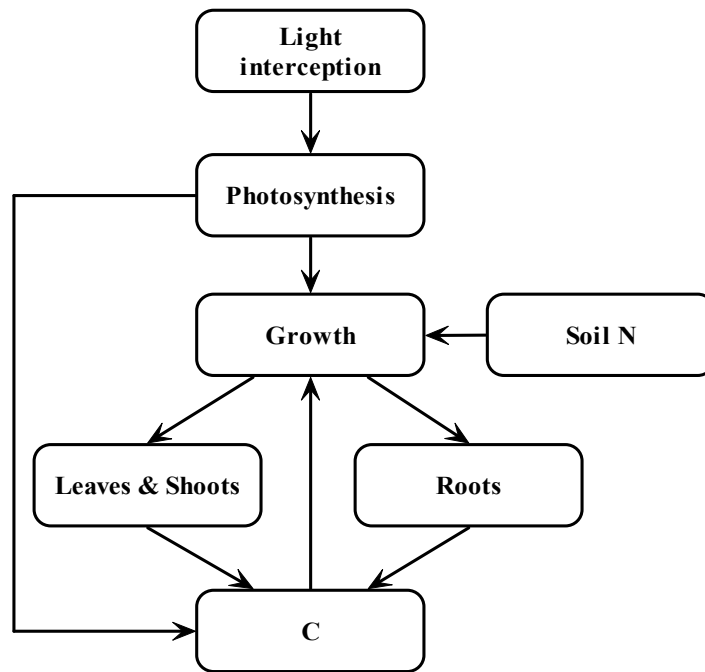 Light
interception
Photosynthesis
Growth
Soil N
Leaves & Shoots
Roots
C